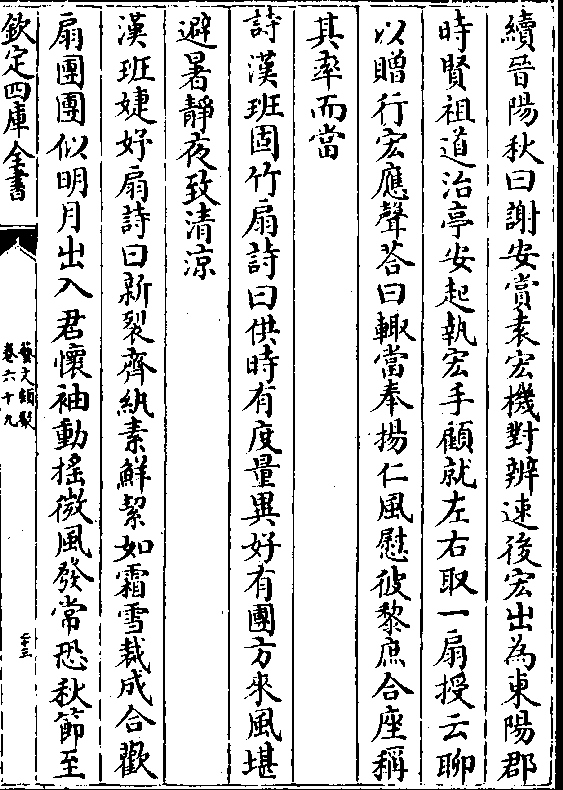 續晉陽秋曰謝安賞袁宏機對辨速後宏出為東陽郡
時賢祖道治亭安起執宏手顧就左右取一扇授云聊
以贈行宏應聲荅曰輙當奉揚仁風慰彼黎庶合座稱
其率而當
詩漢班固竹扇詩曰供時有度量異好有團方來風堪
避暑靜夜致清涼
漢班婕妤扇詩曰新裂齊紈素鮮絜如霜雪裁成合歡
扇團團似明月出入君懷袖動搖微風發常恐秋節至
欽定四庫全書
藝文類聚
卷六十九
二十三